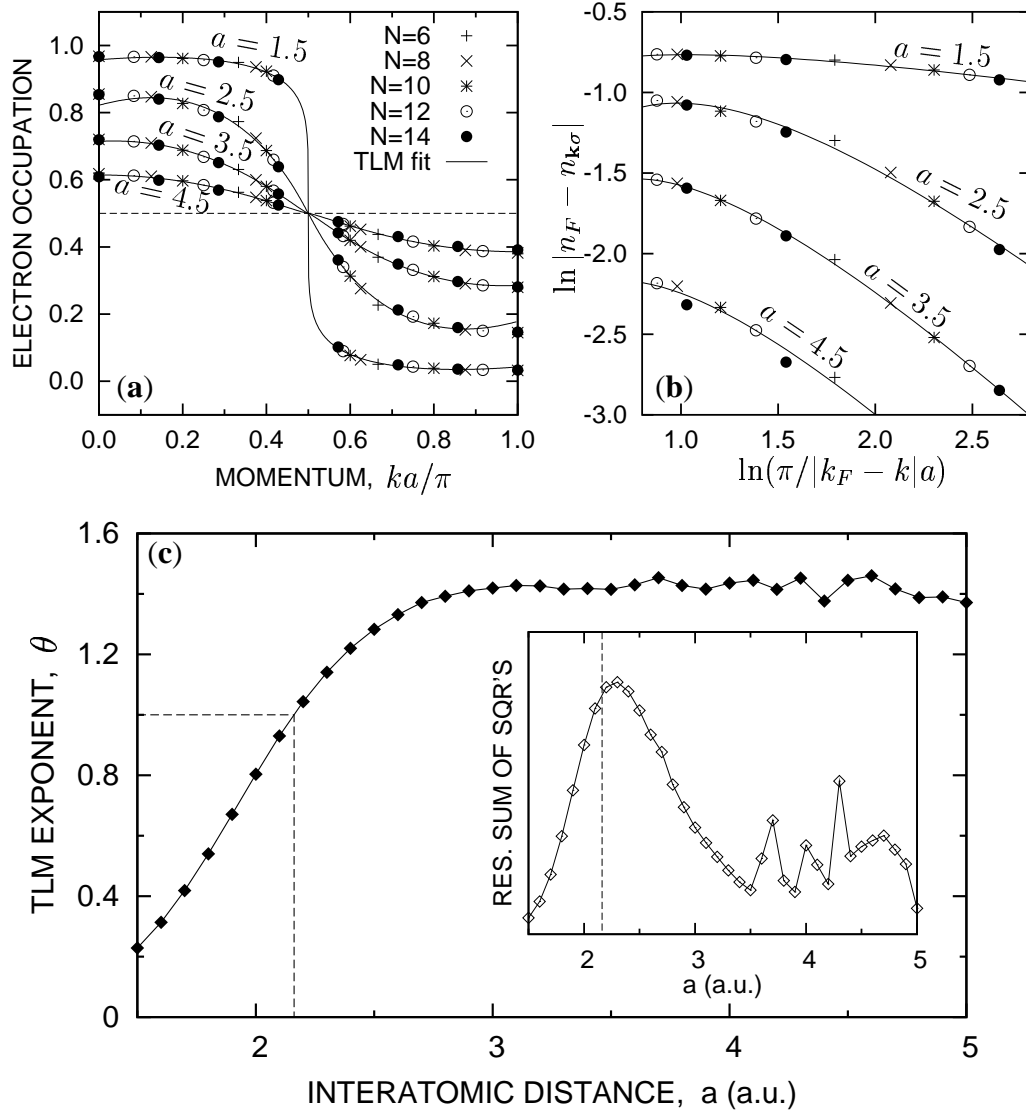 1.0
0.8
0.6
0.4
0.2
0.0
ELECTRON OCCUPATION
a = 1.5
a = 2.5
a = 3.5
a = 4.5
N=6
N=8
N=10
N=12
N=14
TLM fit
(a)
0.0 0.2 0.4 0.6 0.8 1.0
MOMENTUM, ka/π
-0.5
-1.0
-1.5
-2.0
-2.5
-3.0
ln |n_F − n_{kσ}|
a = 1.5
a = 2.5
a = 3.5
a = 4.5
(b)
1.0 1.5 2.0 2.5
ln(π/|k_F − k|a)
(c)
1.6
1.2
0.8
0.4
0
TLM EXPONENT, θ
2 3 4 5
INTERATOMIC DISTANCE, a (a.u.)
RES. SUM OF SQR'S
2 3 4 5
a (a.u.)